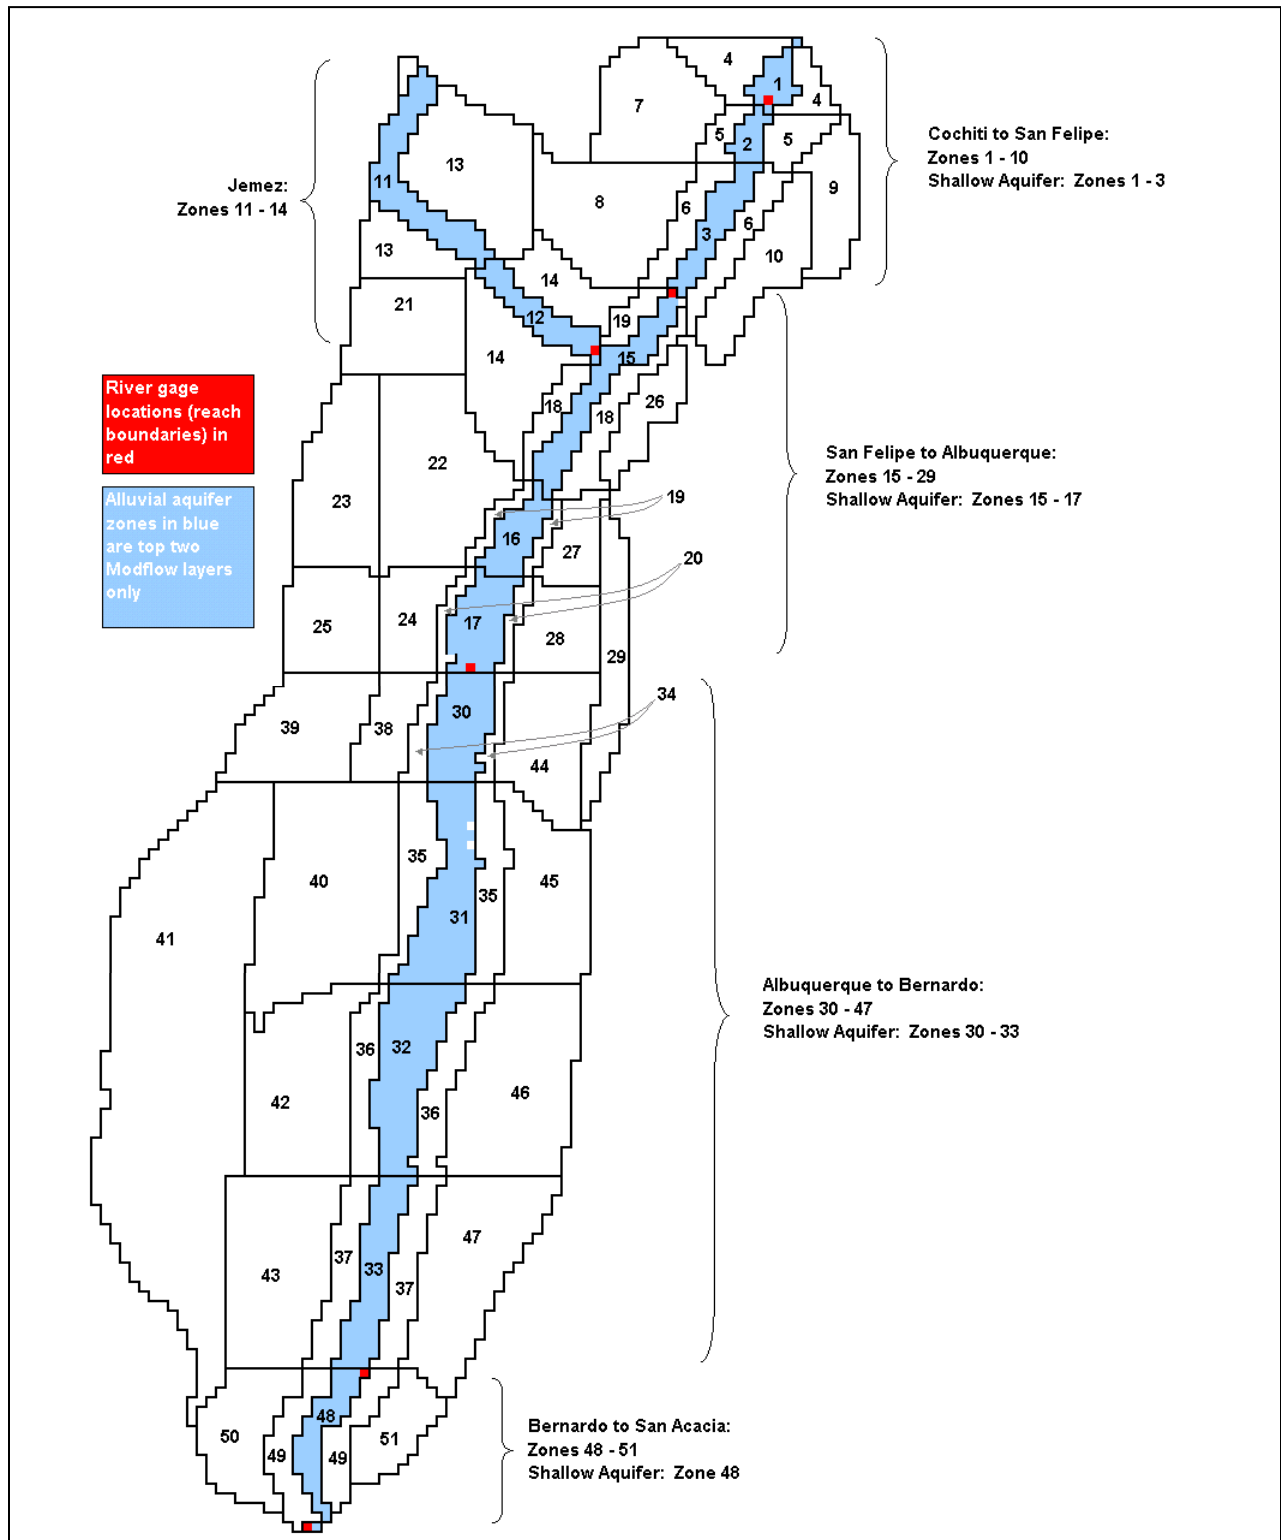 4
1
7
4
5
5
2
Cochiti to San Felipe:
Zones 1 - 10
Shallow Aquifer:  Zones 1 - 3
13
11
9
8
6
6
3
10
Jemez:
Zones 11 - 14
13
14
21
12
19
15
14
18
18
26
River gage
locations (reach
boundaries) in
red
22
23
San Felipe to Albuquerque:
Zones 15 - 29
Shallow Aquifer:  Zones 15 - 17
Alluvial aquifer
zones in blue
are top two
Modflow layers
only
19
16
27
20
25
24
17
28
29
34
39
38
30
44
40
35
35
45
41
31
Albuquerque to Bernardo:
Zones 30 - 47
Shallow Aquifer:  Zones 30 - 33
36
32
42
36
46
43
37
33
37
47
50
48
49
49
51
Bernardo to San Acacia:
Zones 48 - 51
Shallow Aquifer:  Zone 48